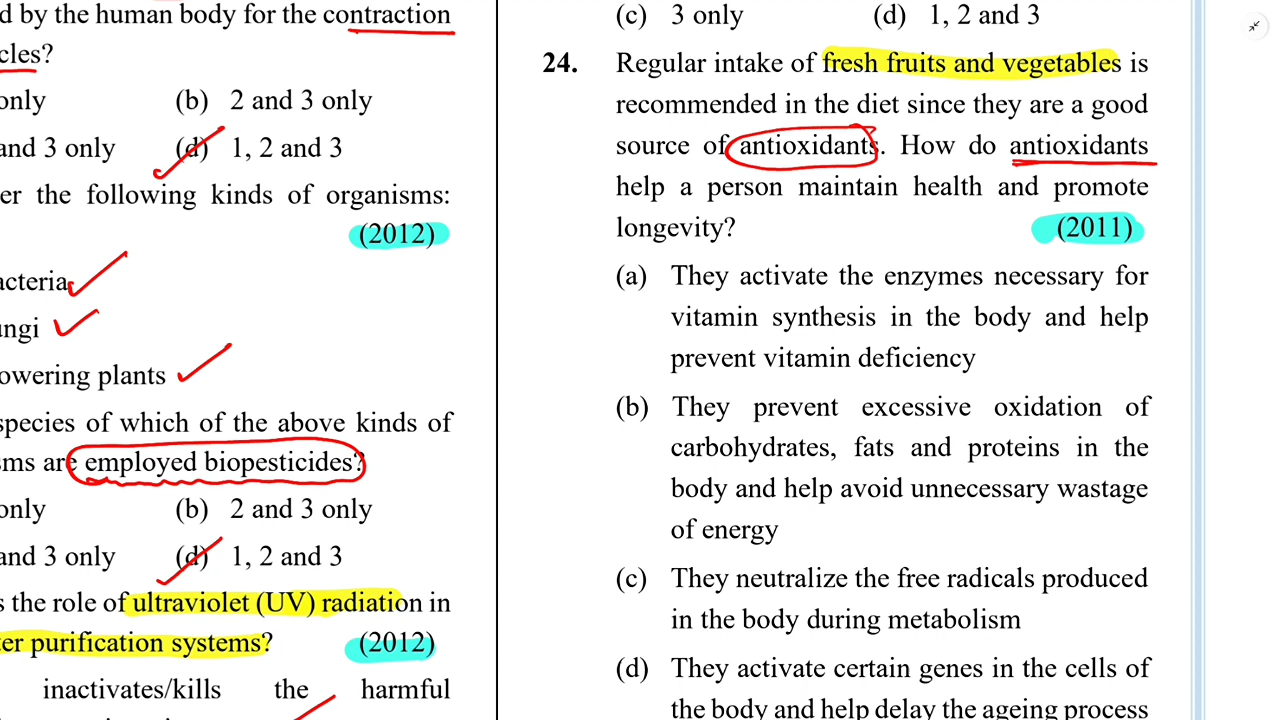 d by the human body for the contraction
cles?
only (b) 2 and 3 only
and 3 only (d) 1, 2 and 3
er the following kinds of organisms:
(2012)
acteria
ungi
owering plants
species of which of the above kinds of
sms are employed biopesticides?
only (b) 2 and 3 only
and 3 only (d) 1, 2 and 3
s the role of ultraviolet (UV) radiation in
ter purification systems? (2012)
inactivates/kills the harmful
(c) 3 only (d) 1, 2 and 3
24. Regular intake of fresh fruits and vegetables is
recommended in the diet since they are a good
source of antioxidants. How do antioxidants
help a person maintain health and promote
longevity? (2011)
(a) They activate the enzymes necessary for
vitamin synthesis in the body and help
prevent vitamin deficiency
(b) They prevent excessive oxidation of
carbohydrates, fats and proteins in the
body and help avoid unnecessary wastage
of energy
(c) They neutralize the free radicals produced
in the body during metabolism
(d) They activate certain genes in the cells of
the body and help delay the ageing process